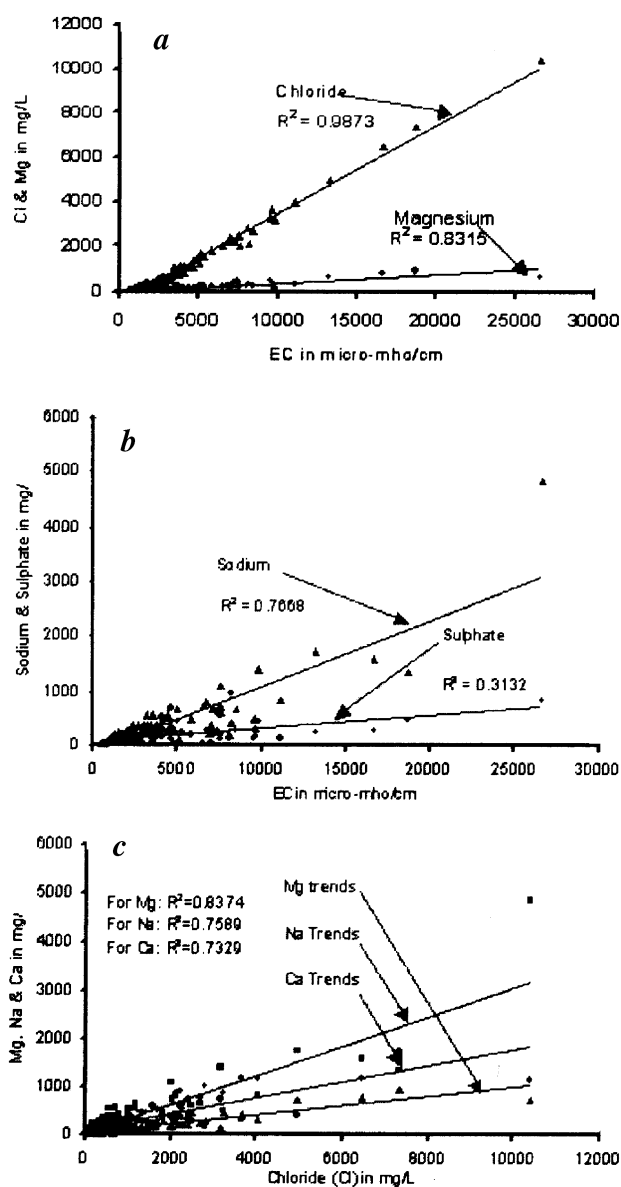 a
12000
10000
8000
6000
4000
2000
0
Cl & Mg in mg/L
Chloride
R² = 0.9873
Magnesium
R² = 0.8315
0 5000 10000 15000 20000 25000 30000
EC in micro-mho/cm
b
6000
5000
4000
3000
2000
1000
0
Sodium & Sulphate in mg/
Sodium
R² = 0.7668
Sulphate
R² = 0.3132
0 5000 10000 15000 20000 25000 30000
EC in micro-mho/cm
c
6000
5000
4000
3000
2000
1000
0
Mg, Na & Ca in mg/
For Mg: R²=0.8374
For Na: R²=0.7589
For Ca: R²=0.7329
Mg trends
Na Trends
Ca Trends
0 2000 4000 6000 8000 10000 12000
Chloride (Cl) in mg/L